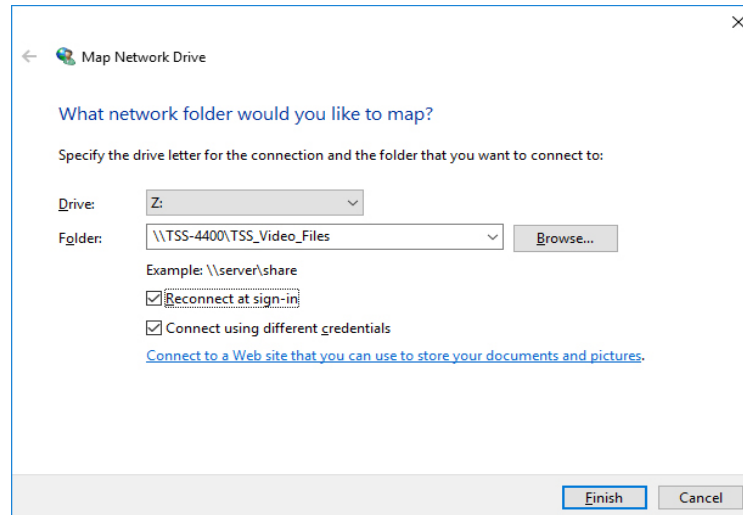 Map Network Drive
What network folder would you like to map?
Specify the drive letter for the connection and the folder that you want to connect to:
Drive: Z:
Folder: \\TSS-4400\TSS_Video_Files Browse...
Example: \\server\share
Reconnect at sign-in
Connect using different credentials
Connect to a Web site that you can use to store your documents and pictures.
Finish Cancel